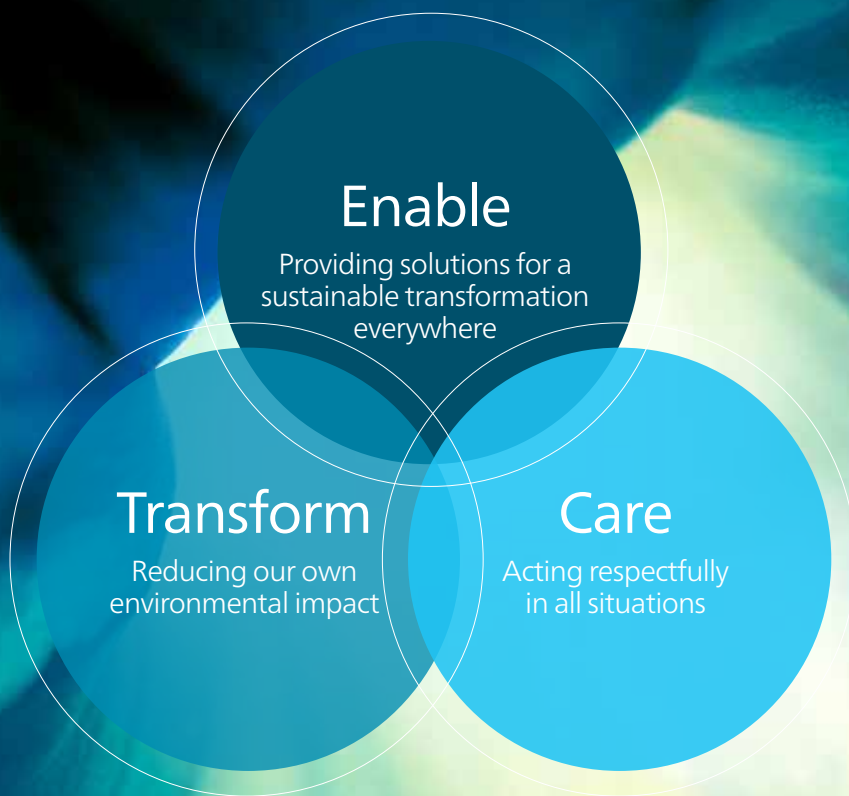 Enable
Providing solutions for a
sustainable transformation
everywhere
Transform
Reducing our own
environmental impact
Care
Acting respectfully
in all situations